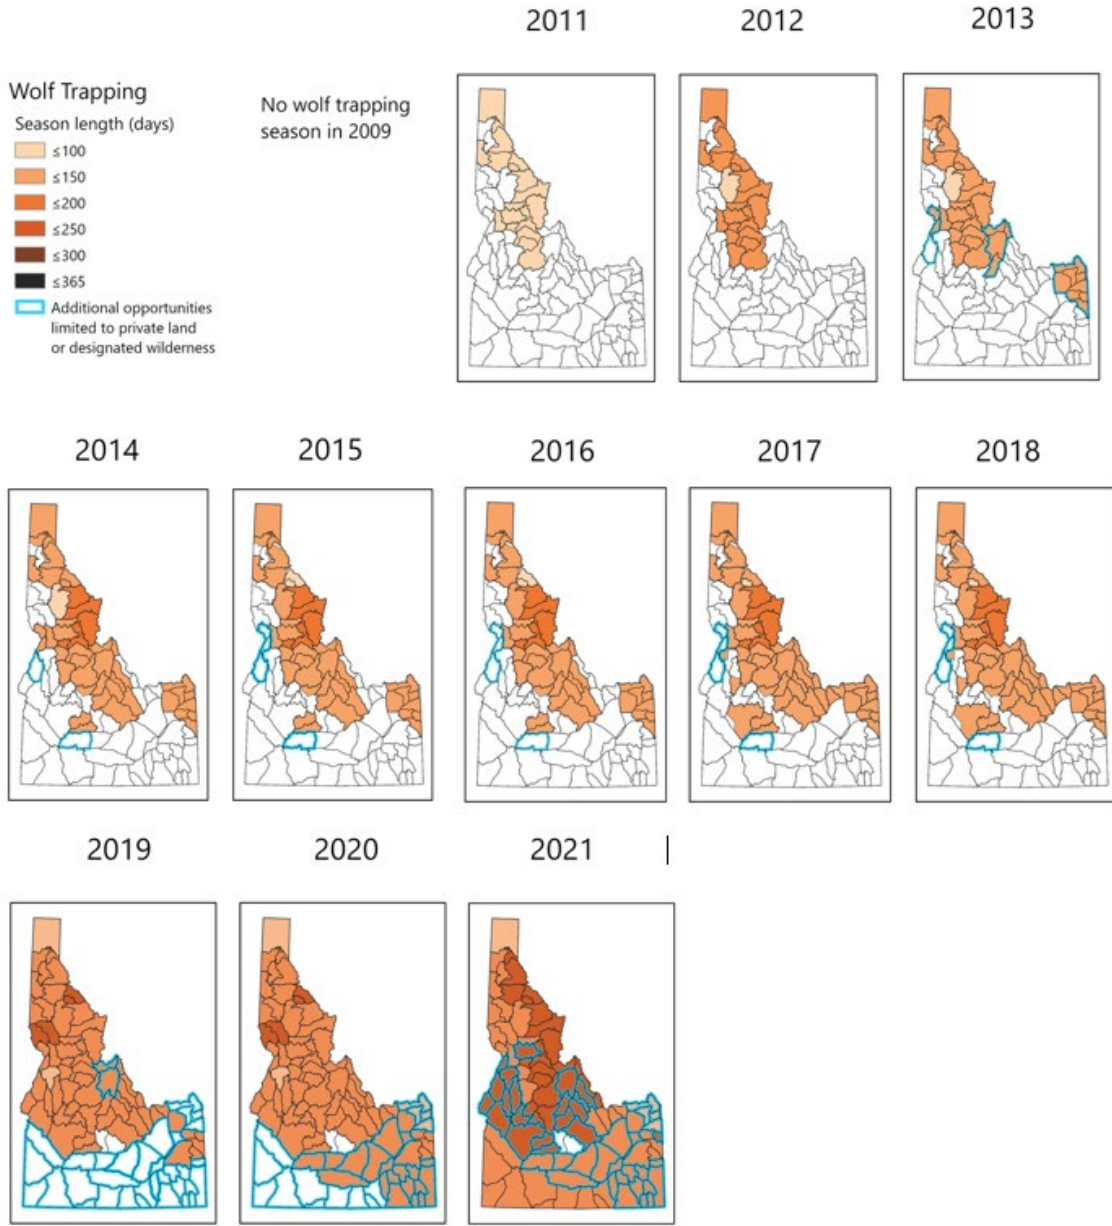 2011
2012
2013
Wolf Trapping
Season length (days)
≤100
≤150
≤200
≤250
≤300
≤365
Additional opportunities
limited to private land
or designated wilderness
No wolf trapping
season in 2009
2014
2015
2016
2017
2018
2019
2020
2021